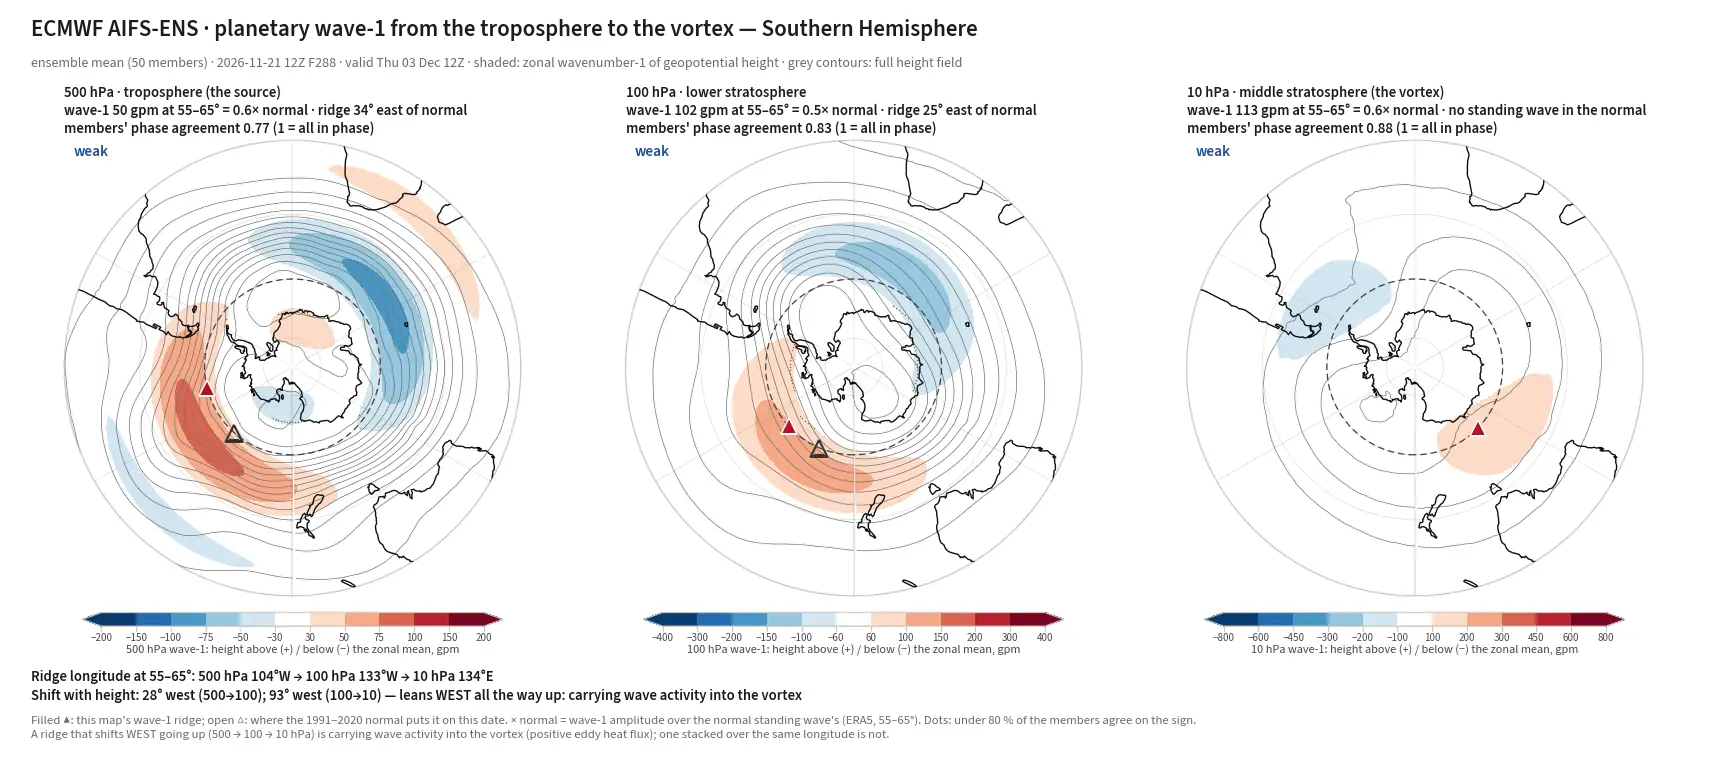 ECMWF AIFS-ENS · planetary wave-1 from the troposphere to the vortex — Southern Hemisphere
ensemble mean (50 members) · 2026-11-21 12Z F288 · valid Thu 03 Dec 12Z · shaded: zonal wavenumber-1 of geopotential height · grey contours: full height field
500 hPa · troposphere (the source)
wave-1 50 gpm at 55–65° = 0.6× normal · ridge 34° east of normal
members' phase agreement 0.77 (1 = all in phase)
weak
100 hPa · lower stratosphere
wave-1 102 gpm at 55–65° = 0.5× normal · ridge 25° east of normal
members' phase agreement 0.83 (1 = all in phase)
weak
10 hPa · middle stratosphere (the vortex)
wave-1 113 gpm at 55–65° = 0.6× normal · no standing wave in the normal
members' phase agreement 0.88 (1 = all in phase)
weak
−200 −150 −100 −75 −50 −30 30 50 75 100 150 200
500 hPa wave-1: height above (+) / below (−) the zonal mean, gpm
−400 −300 −200 −150 −100 −60 60 100 150 200 300 400
100 hPa wave-1: height above (+) / below (−) the zonal mean, gpm
−800 −600 −450 −300 −200 −100 100 200 300 450 600 800
10 hPa wave-1: height above (+) / below (−) the zonal mean, gpm
Ridge longitude at 55–65°: 500 hPa 104°W → 100 hPa 133°W → 10 hPa 134°E
Shift with height: 28° west (500→100); 93° west (100→10) — leans WEST all the way up: carrying wave activity into the vortex
Filled ▲: this map's wave-1 ridge; open △: where the 1991–2020 normal puts it on this date. × normal = wave-1 amplitude over the normal standing wave's (ERA5, 55–65°). Dots: under 80 % of the members agree on the sign.
A ridge that shifts WEST going up (500 → 100 → 10 hPa) is carrying wave activity into the vortex (positive eddy heat flux); one stacked over the same longitude is not.